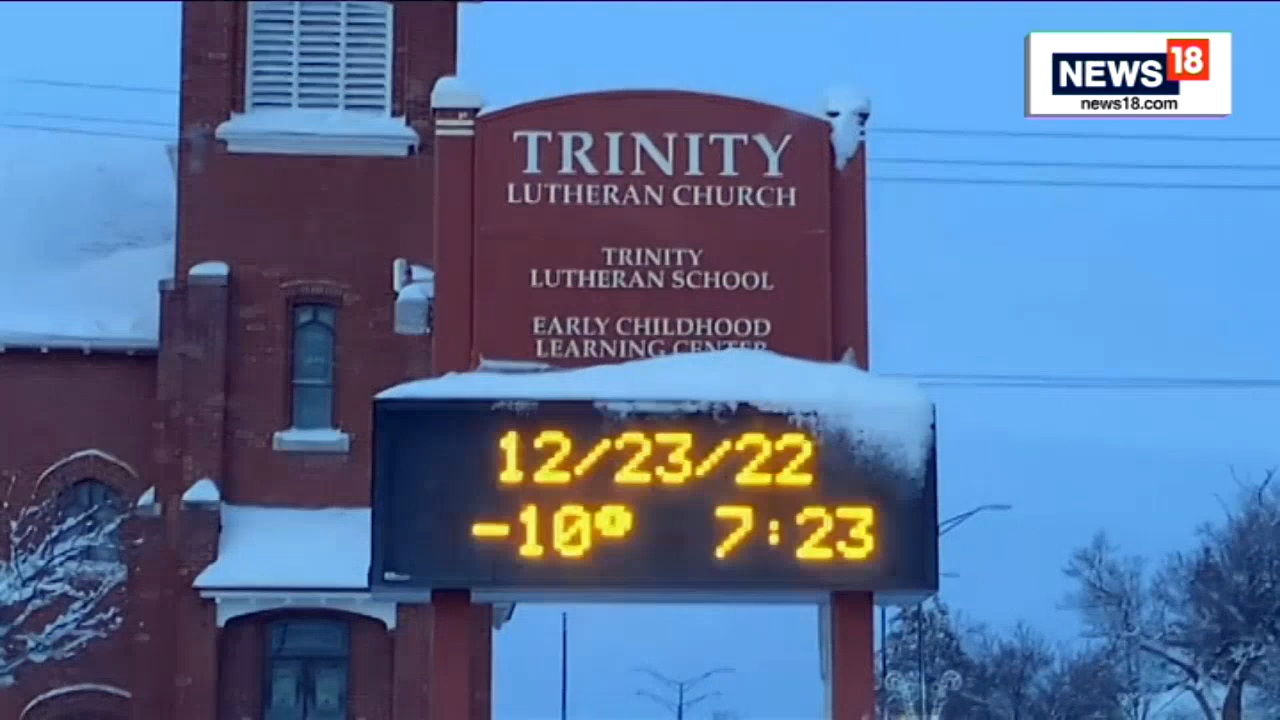 NEWS18
news18.com
TRINITY
LUTHERAN CHURCH
TRINITY
LUTHERAN SCHOOL
EARLY CHILDHOOD
LEARNING CENTER
12/23/22
-10° 7:23